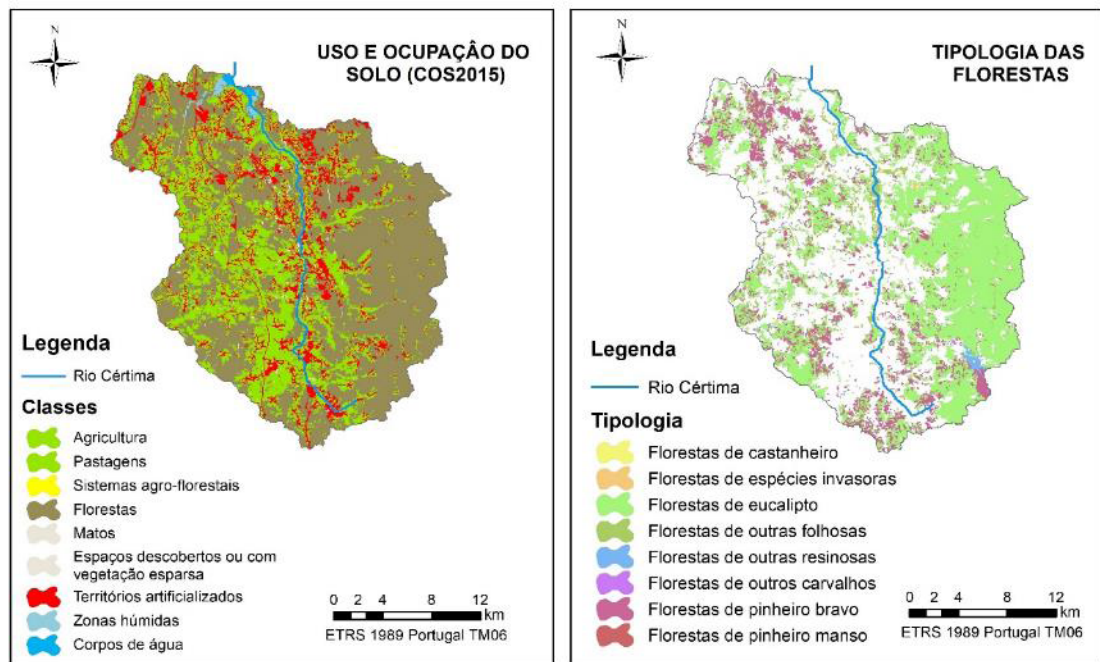 N
USO E OCUPAÇÂO DO
SOLO (COS2015)
Legenda
Rio Cértima
Classes
Agricultura
Pastagens
Sistemas agro-florestais
Florestas
Matos
Espaços descobertos ou com
vegetação esparsa
Territórios artificializados
Zonas húmidas
Corpos de água
0 2 4 8 12
km
ETRS 1989 Portugal TM06
N
TIPOLOGIA DAS
FLORESTAS
Legenda
Rio Cértima
Tipologia
Florestas de castanheiro
Florestas de espécies invasoras
Florestas de eucalipto
Florestas de outras folhosas
Florestas de outras resinosas
Florestas de outros carvalhos
Florestas de pinheiro bravo
Florestas de pinheiro manso
0 2 4 8 12
km
ETRS 1989 Portugal TM06